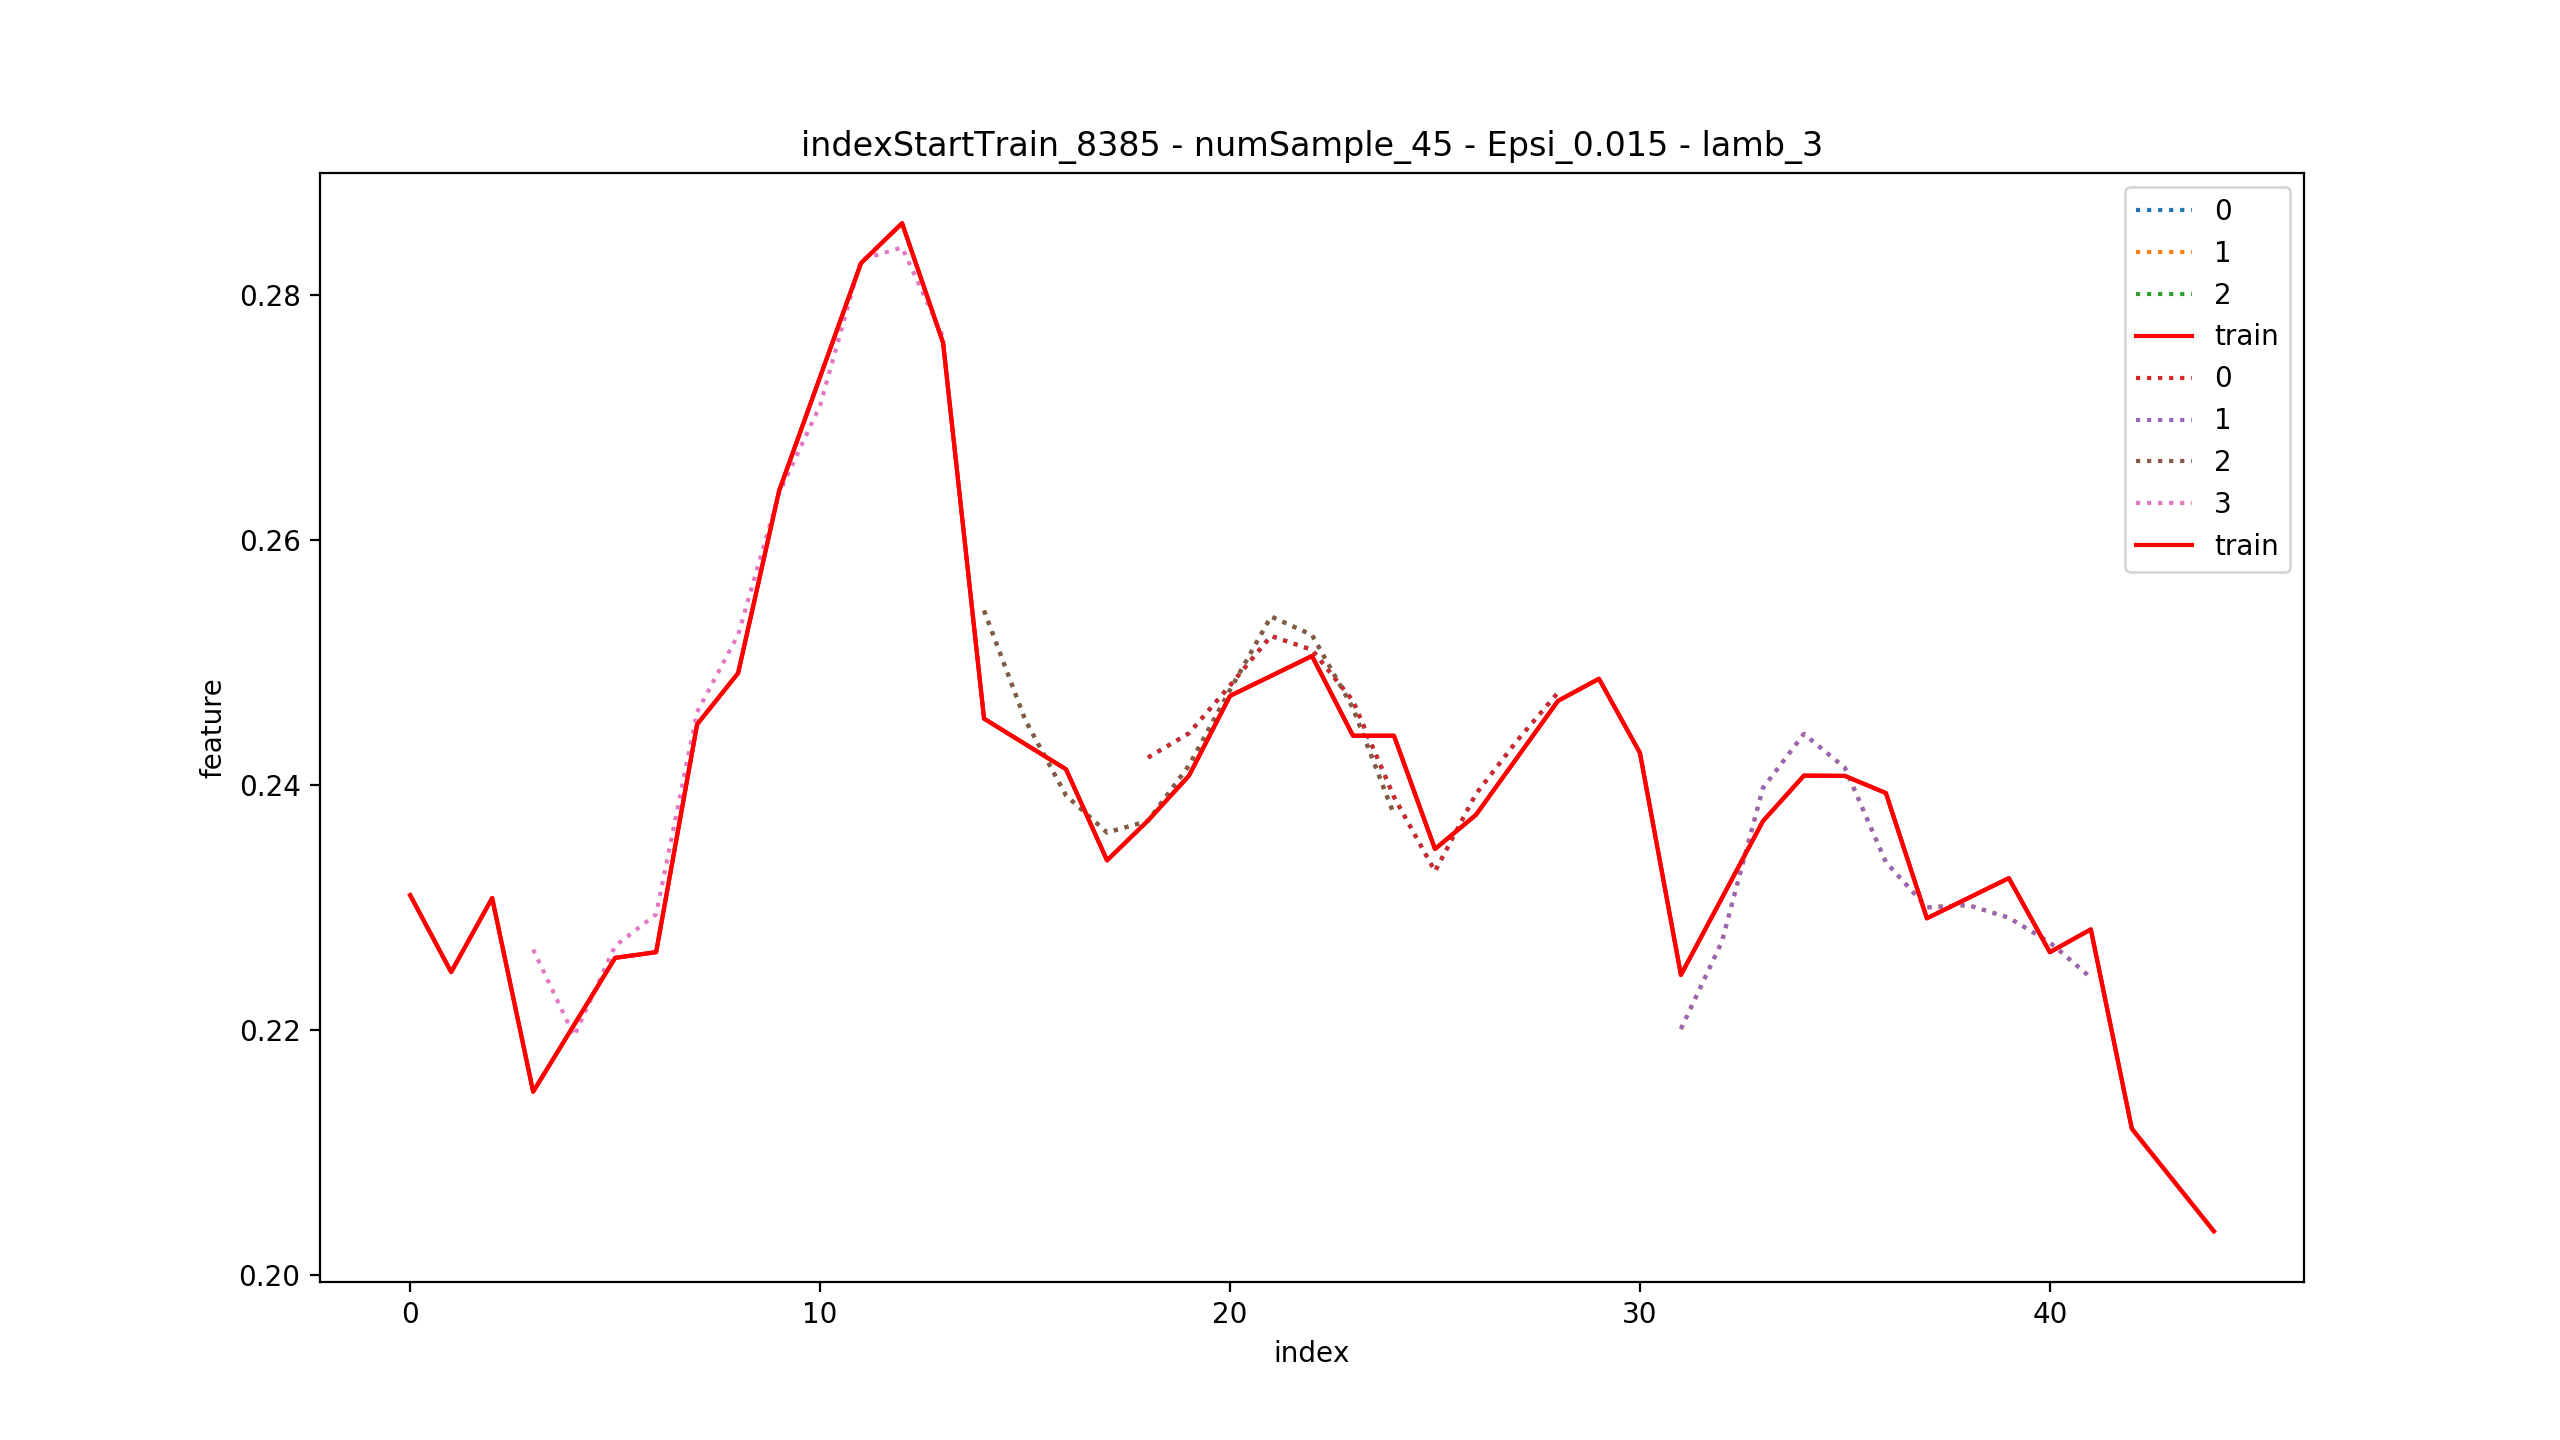 indexStartTrain_8385 - numSample_45 - Epsi_0.015 - lamb_3
0
1
2
train
0
1
2
3
train
0.28
0.26
0.24
0.22
0.20
feature
0 10 20 30 40
index